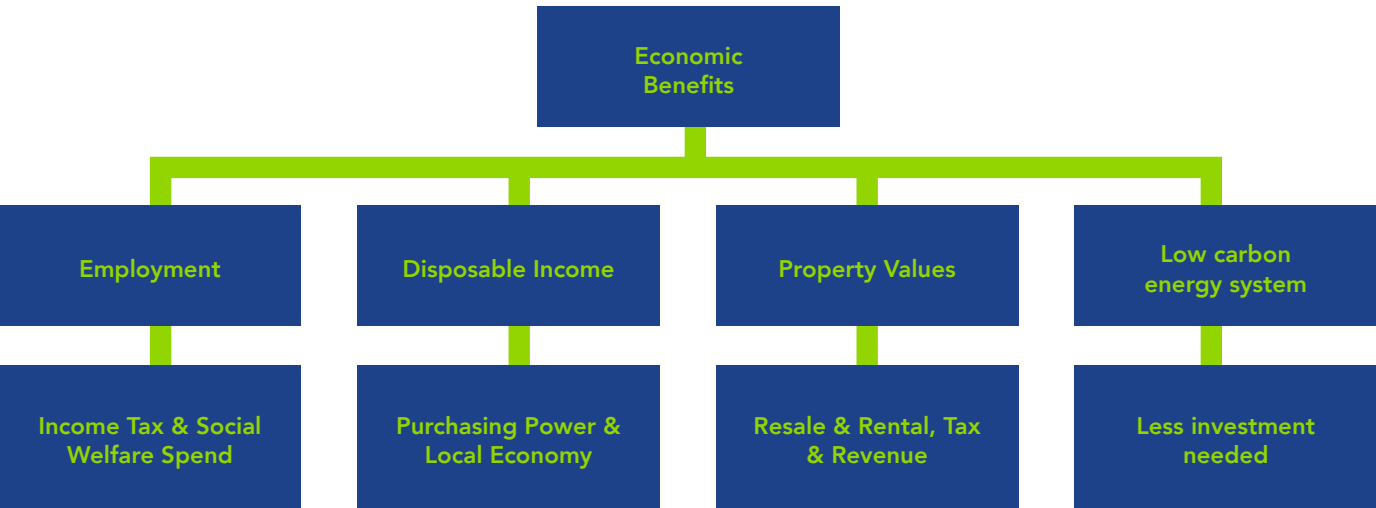 Economic
Benefits
Employment
Disposable Income
Property Values
Low carbon
energy system
Income Tax & Social
Welfare Spend
Purchasing Power &
Local Economy
Resale & Rental, Tax
& Revenue
Less investment
needed